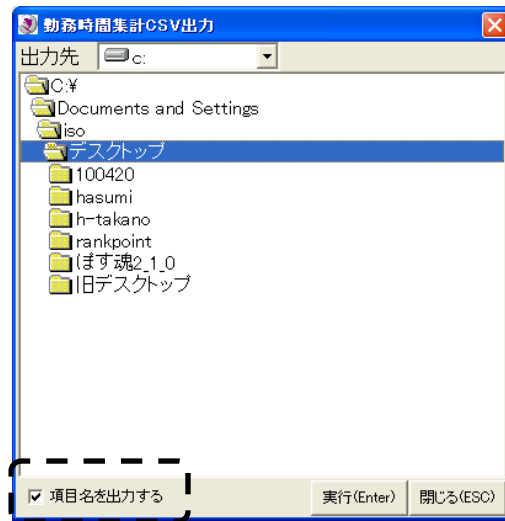 勤務時間集計CSV出力
出力先 c:
C:¥
Documents and Settings
iso
デスクトップ
100420
hasumi
h-takano
rankpoint
ぽす魂2_1_0
旧デスクトップ
項目名を出力する 実行(Enter) 閉じる(ESC)